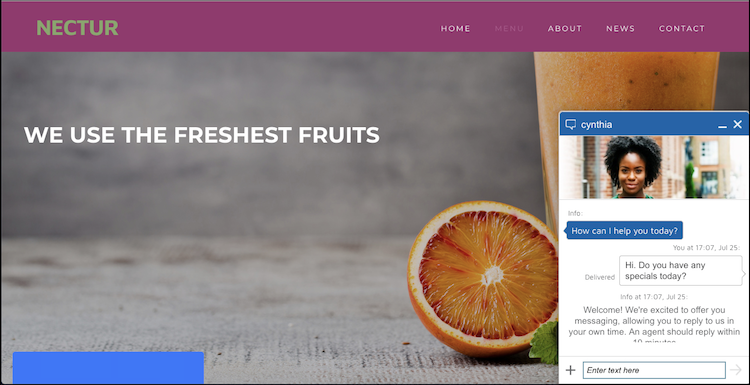 NECTUR
HOME MENU ABOUT NEWS CONTACT
WE USE THE FRESHEST FRUITS
cynthia
Info:
How can I help you today?
You at 17:07, Jul 25:
Delivered
Hi. Do you have any
specials today?
Info at 17:07, Jul 25:
Welcome! We're excited to offer you
messaging, allowing you to reply to us in
your own time. An agent should reply within
10 minutes
Enter text here